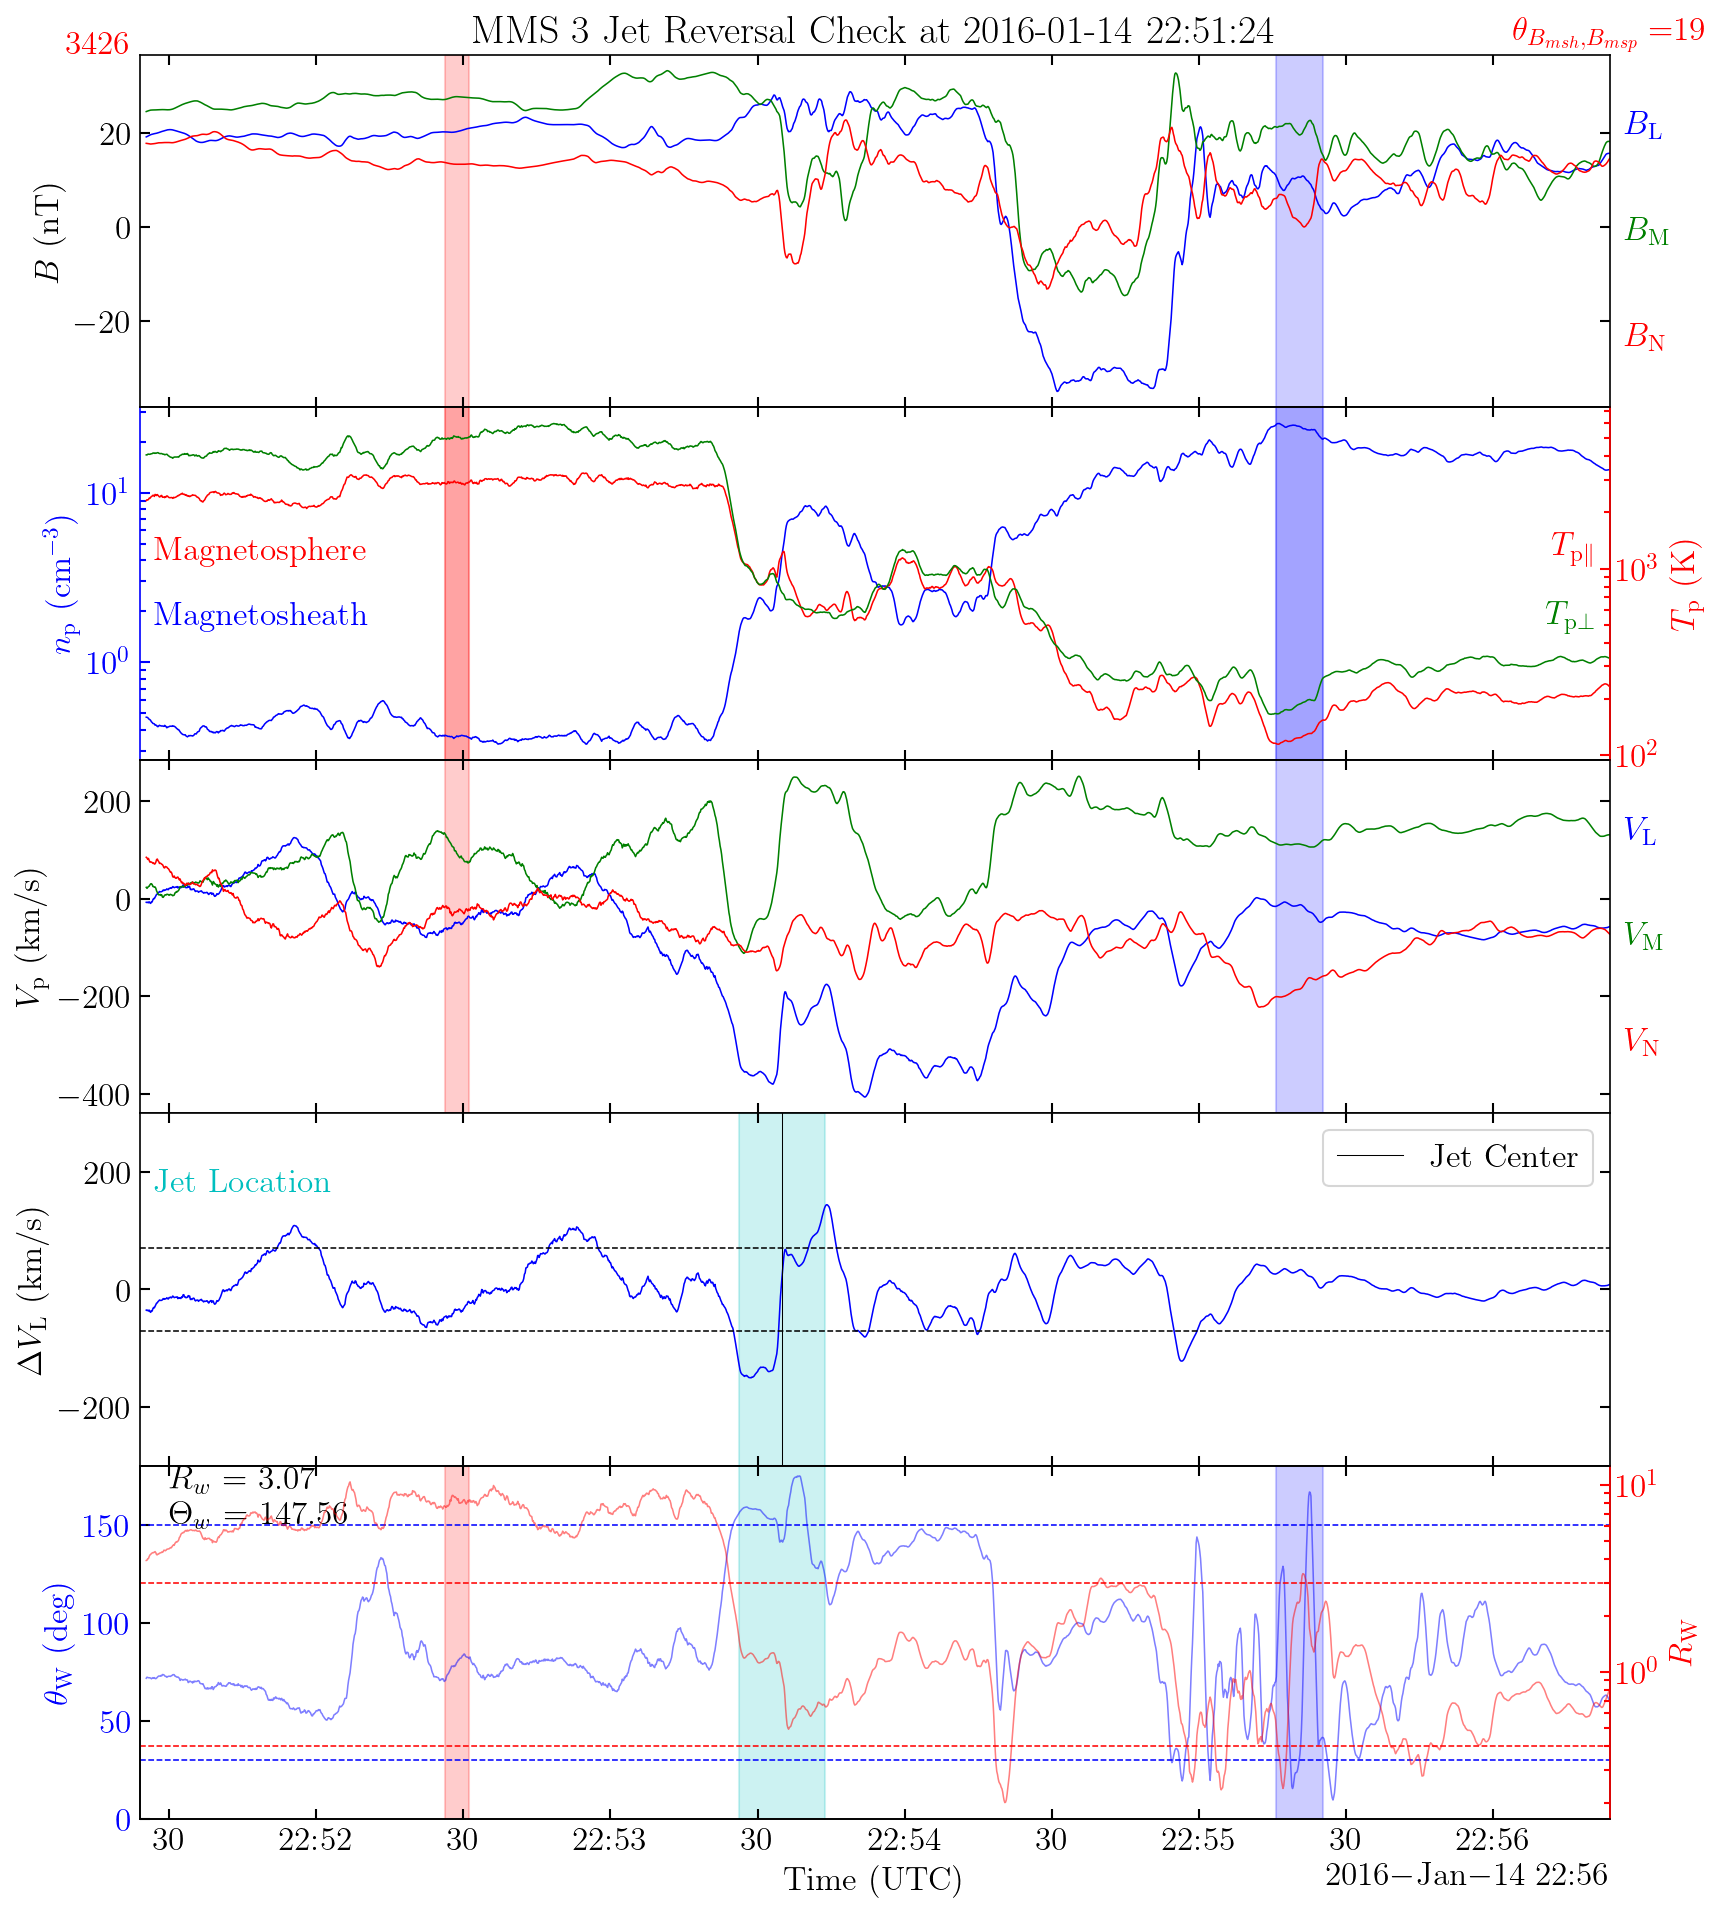 MMS 3 Jet Reversal Check at 2016-01-14 22:51:24
3426
θ_{B_{msh},B_{msp}} =19
20
0
−20
B (nT)
B_L
B_M
B_N
10^1
10^0
n_p (cm^{−3})
Magnetosphere
Magnetosheath
T_{p∥}
T_{p⊥}
10^3
10^2
T_p (K)
200
0
−200
−400
V_p (km/s)
V_L
V_M
V_N
200
0
−200
ΔV_L (km/s)
Jet Location
Jet Center
R_w = 3.07
Θ_w = 147.56
150
100
50
0
θ_W (deg)
10^1
10^0
R_W
30 22:52 30 22:53 30 22:54 30 22:55 30 22:56
Time (UTC)
2016−Jan−14 22:56